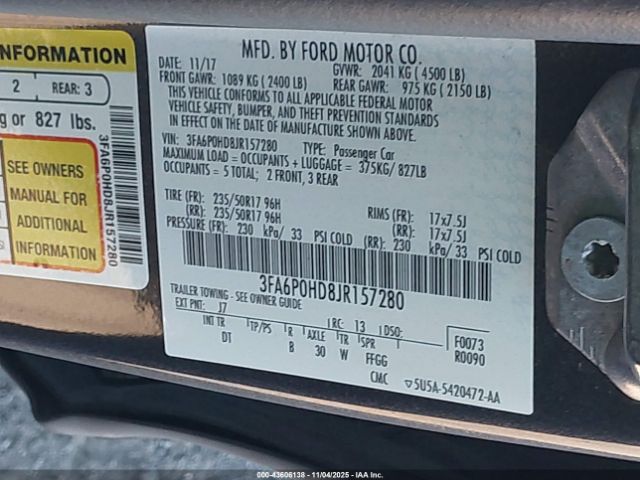 INFORMATION
2 REAR: 3
g or 827 lbs.
SEE OWNERS
MANUAL FOR
ADDITIONAL
INFORMATION
3FA6P0HD8JR157280
MFD. BY FORD MOTOR CO.
DATE: 11/17 GVWR: 2041 KG (4500 LB)
FRONT GAWR: 1089 KG (2400 LB) REAR GAWR: 975 KG (2150 LB)
THIS VEHICLE CONFORMS TO ALL APPLICABLE FEDERAL MOTOR
VEHICLE SAFETY, BUMPER, AND THEFT PREVENTION STANDARDS
IN EFFECT ON THE DATE OF MANUFACTURE SHOWN ABOVE.
VIN: 3FA6P0HD8JR157280 TYPE: Passenger Car
MAXIMUM LOAD = OCCUPANTS + LUGGAGE = 375KG/ 827LB
OCCUPANTS = 5 TOTAL; 2 FRONT, 3 REAR
TIRE (FR): 235/50R17 96H RIMS (FR): 17x7.5J
(RR): 235/50R17 96H (RR): 17x7.5J
PRESSURE (FR): 230 kPa/ 33 PSI COLD (RR): 230 kPa/ 33 PSI COLD
3FA6P0HD8JR157280
TRAILER TOWING - SEE OWNER GUIDE
EXT PNT: J7 RC: 13 DSO: F0073
INT TR TP/PS R AXLE TR SPR R0090
DT B 30 W FFGG
CMC 5U5A-5420472-AA
000-43606138 - 11/04/2025 - IAA Inc.